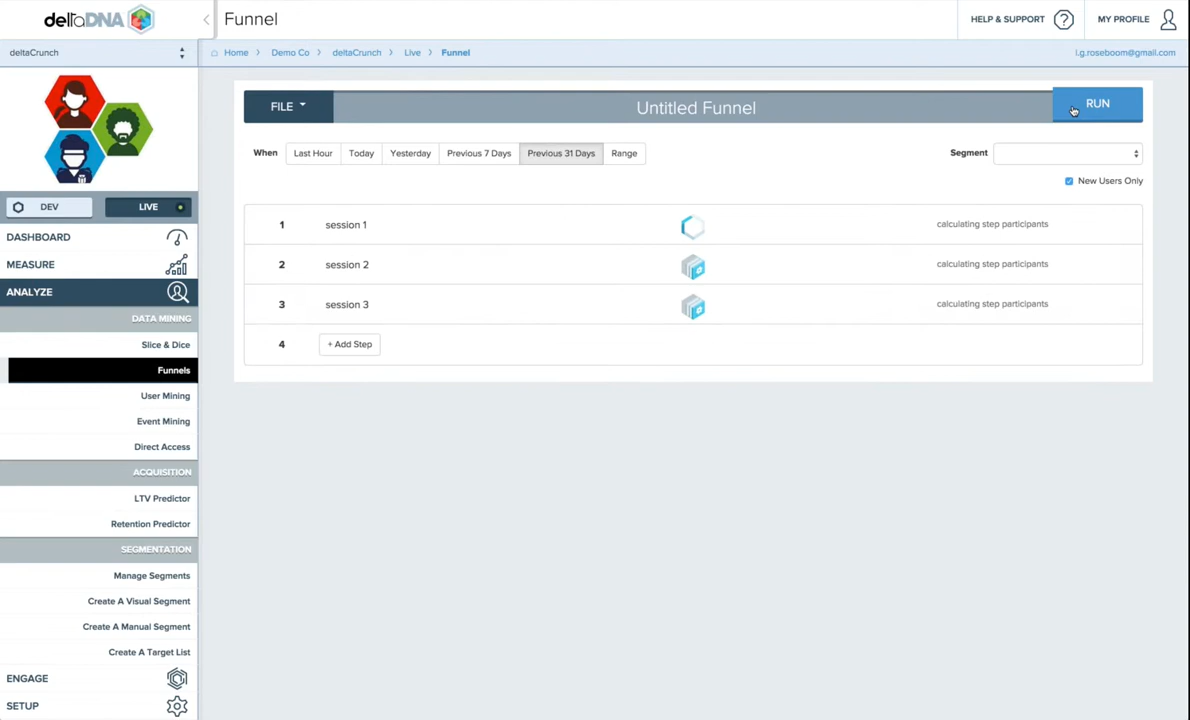 deltaDNA
Funnel
HELP & SUPPORT
MY PROFILE
deltaCrunch
Home
Demo Co
deltaCrunch
Live
Funnel
l.g.roseboom@gmail.com
FILE
Untitled Funnel
RUN
When
Last Hour
Today
Yesterday
Previous 7 Days
Previous 31 Days
Range
Segment
New Users Only
DEV
LIVE
DASHBOARD
MEASURE
ANALYZE
DATA MINING
Slice & Dice
Funnels
User Mining
Event Mining
Direct Access
ACQUISITION
LTV Predictor
Retention Predictor
SEGMENTATION
Manage Segments
Create A Visual Segment
Create A Manual Segment
Create A Target List
ENGAGE
SETUP
1 session 1 calculating step participants
2 session 2 calculating step participants
3 session 3 calculating step participants
4 + Add Step